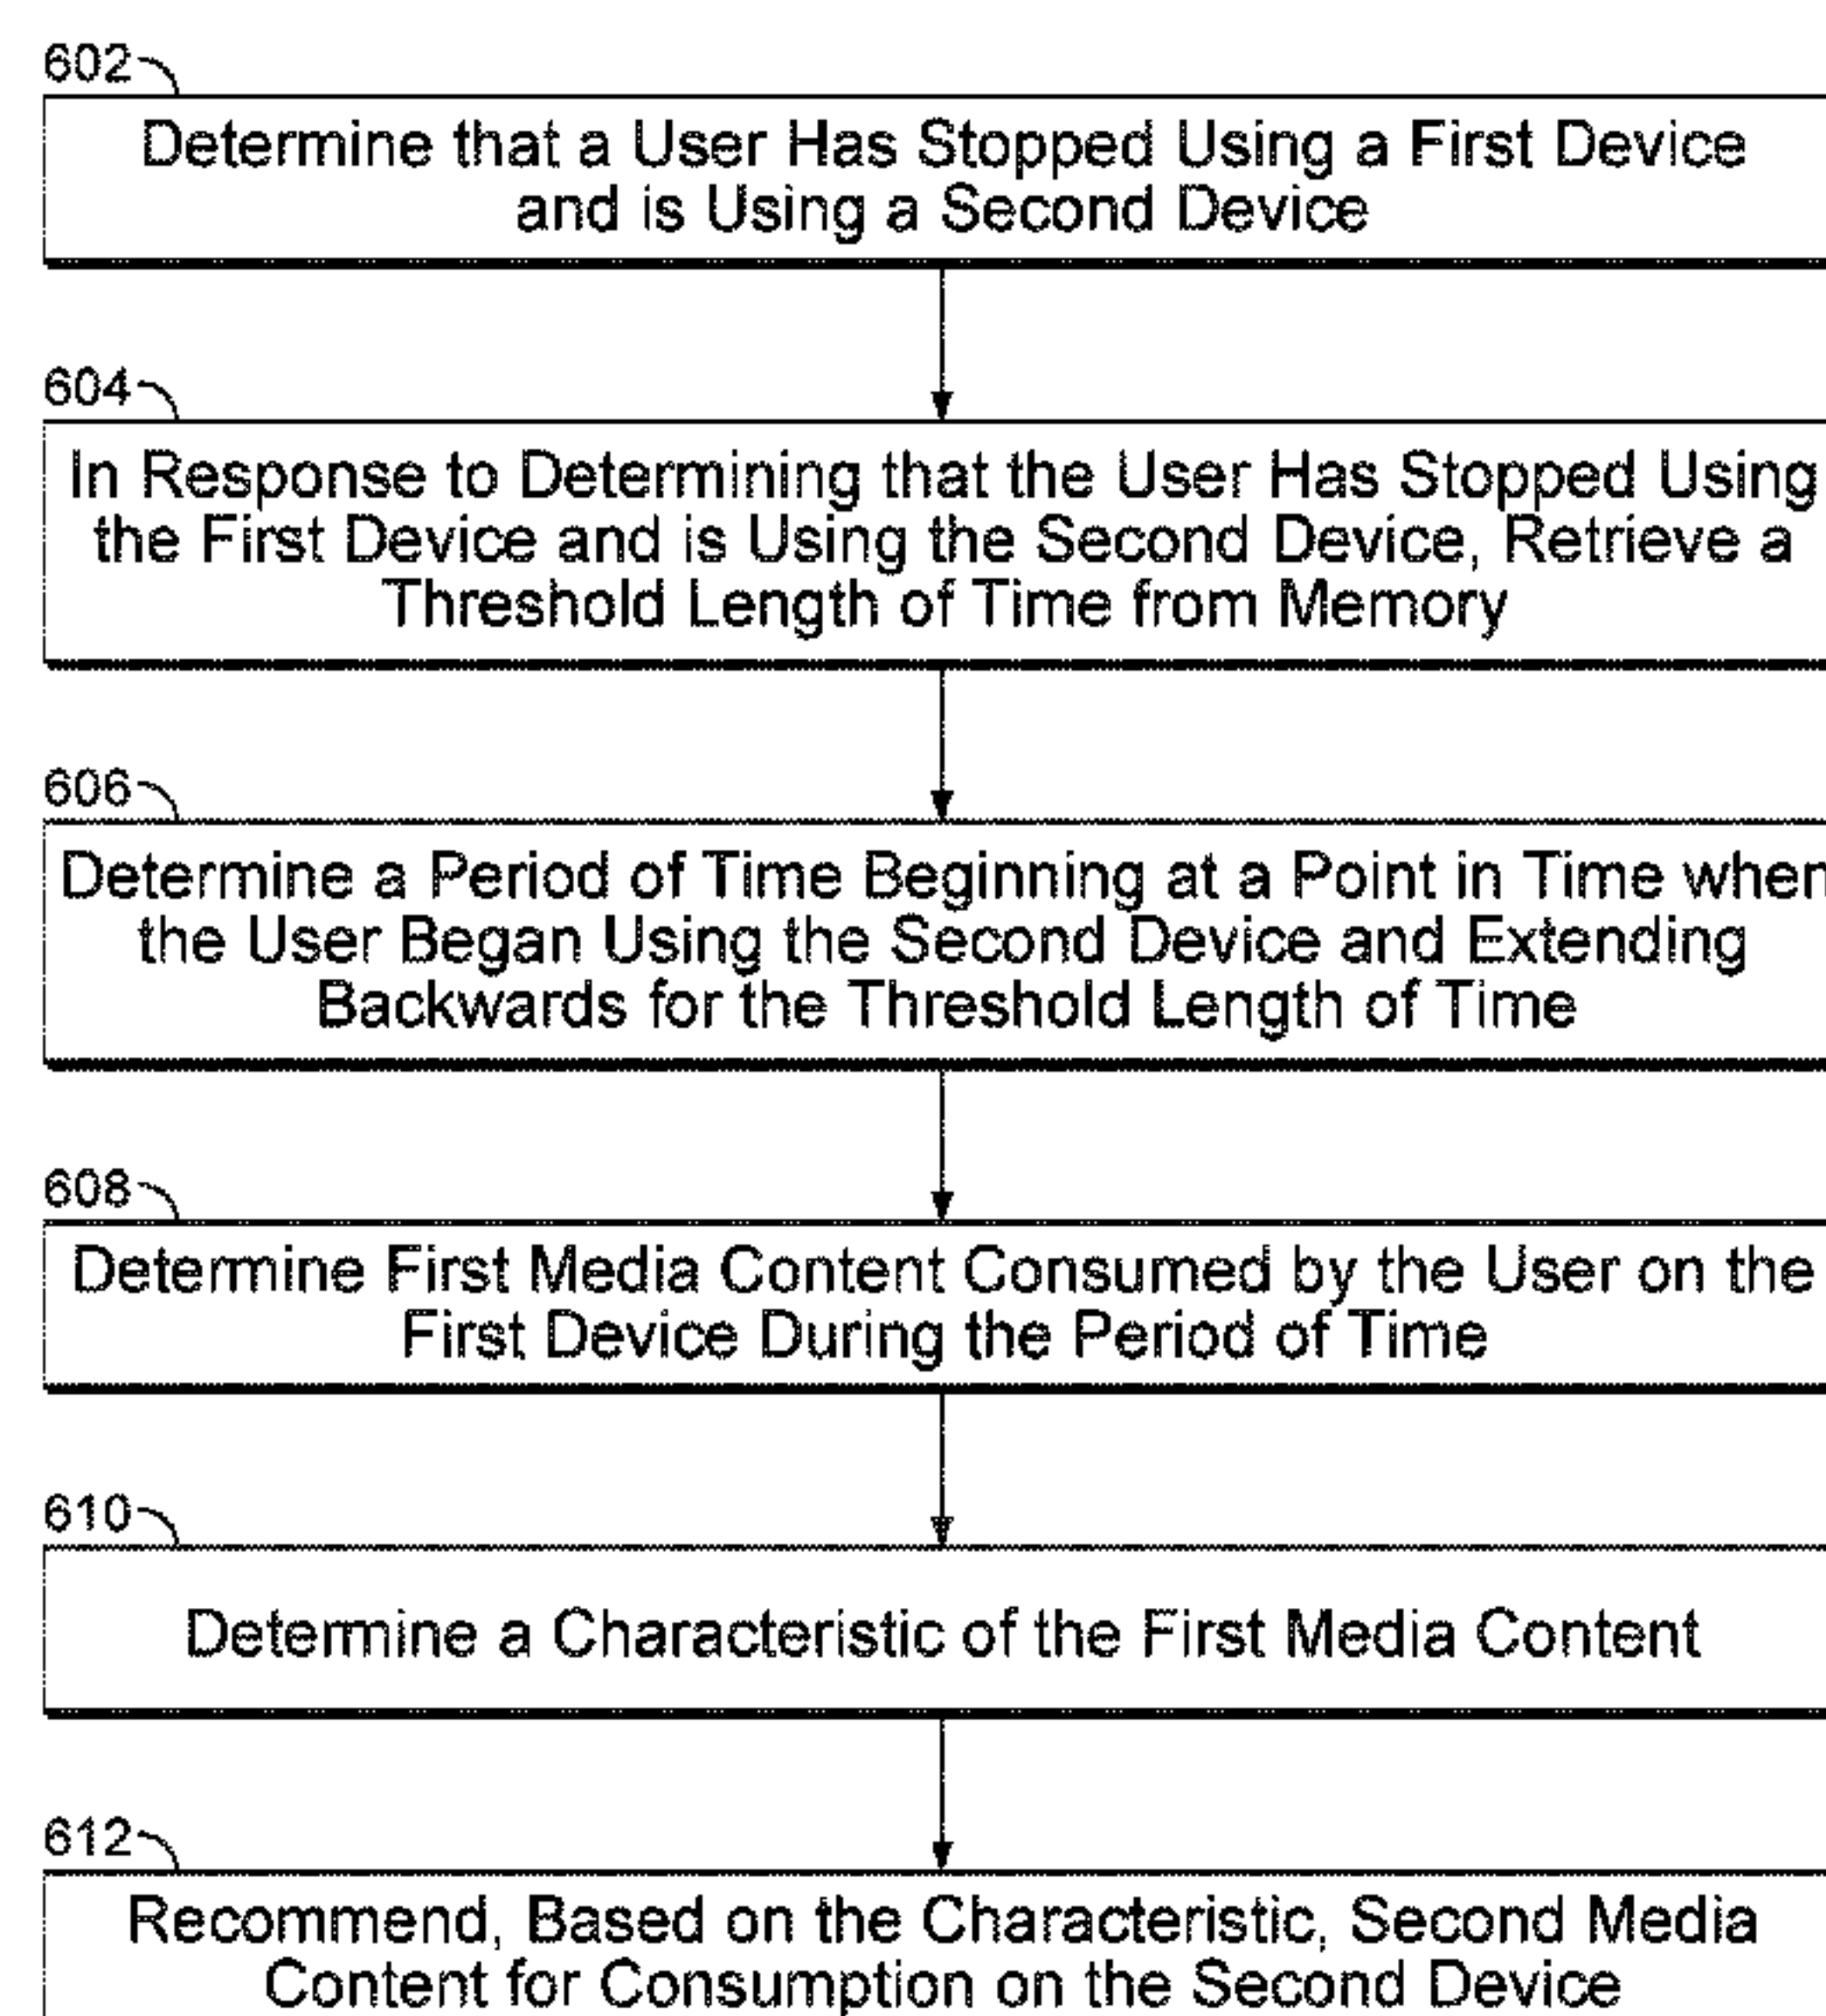 602
Determine that a User Has Stopped Using a First Device
and is Using a Second Device
604
In Response to Determining that the User Has Stopped Using
the First Device and is Using the Second Device, Retrieve a
Threshold Length of Time from Memory
606
Determine a Period of Time Beginning at a Point in Time when
the User Began Using the Second Device and Extending
Backwards for the Threshold Length of Time
608
Determine First Media Content Consumed by the User on the
First Device During the Period of Time
610
Determine a Characteristic of the First Media Content
612
Recommend, Based on the Characteristic, Second Media
Content for Consumption on the Second Device